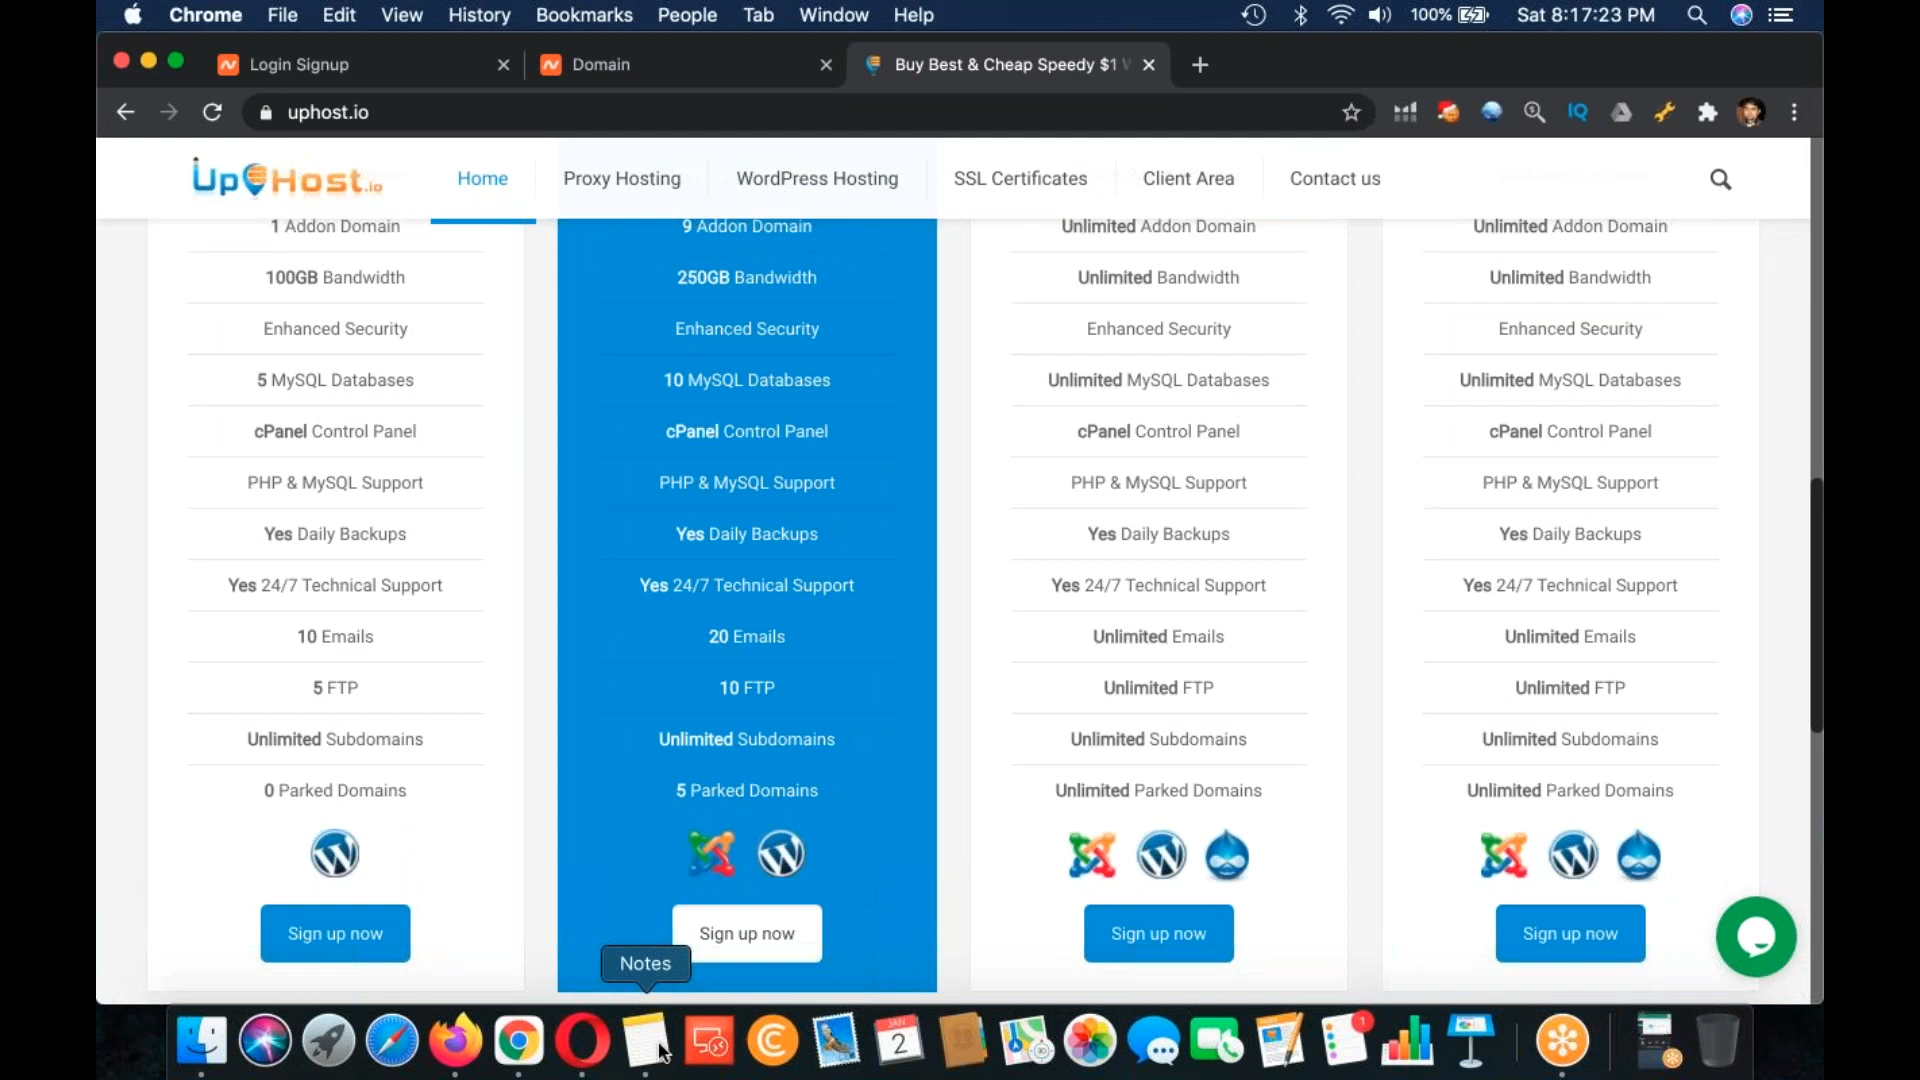 Chrome File Edit View History Bookmarks People Tab Window Help 100% Sat 8:17:23 PM
Login Signup
Domain
Buy Best & Cheap Speedy $1
uphost.io
IQ
UpHost.io
Home
Proxy Hosting
WordPress Hosting
SSL Certificates
Client Area
Contact us
1 Addon Domain
100GB Bandwidth
Enhanced Security
5 MySQL Databases
cPanel Control Panel
PHP & MySQL Support
Yes Daily Backups
Yes 24/7 Technical Support
10 Emails
5 FTP
Unlimited Subdomains
0 Parked Domains
Sign up now
9 Addon Domain
250GB Bandwidth
Enhanced Security
10 MySQL Databases
cPanel Control Panel
PHP & MySQL Support
Yes Daily Backups
Yes 24/7 Technical Support
20 Emails
10 FTP
Unlimited Subdomains
5 Parked Domains
Sign up now
Unlimited Addon Domain
Unlimited Bandwidth
Enhanced Security
Unlimited MySQL Databases
cPanel Control Panel
PHP & MySQL Support
Yes Daily Backups
Yes 24/7 Technical Support
Unlimited Emails
Unlimited FTP
Unlimited Subdomains
Unlimited Parked Domains
Sign up now
Unlimited Addon Domain
Unlimited Bandwidth
Enhanced Security
Unlimited MySQL Databases
cPanel Control Panel
PHP & MySQL Support
Yes Daily Backups
Yes 24/7 Technical Support
Unlimited Emails
Unlimited FTP
Unlimited Subdomains
Unlimited Parked Domains
Sign up now
Notes
JAN
2
1